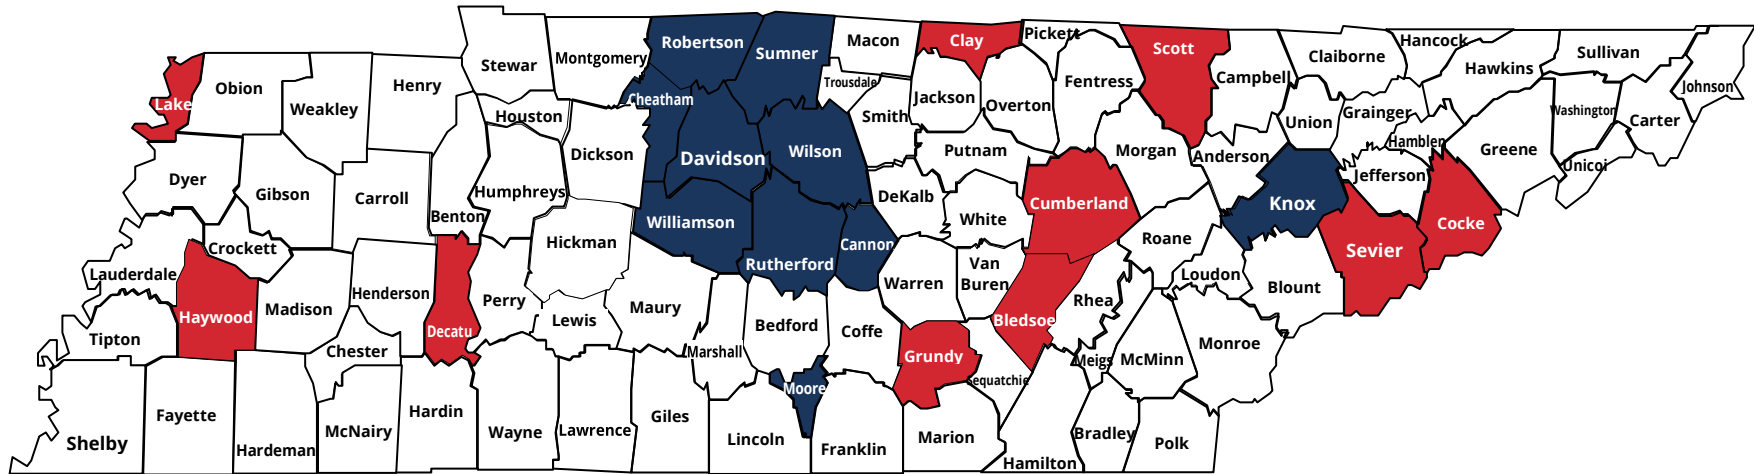 Pickett
Macon
Clay
Hancock
Robertson
Scott
Sumner
Claiborne
Sullivan
Montgomery
Stewar
Hawkins
Fentress
Campbell
Henry
Trousdale
Johnson
Obion
Jackson
Cheatham
Lake
Overton
Weakley
Washington
Grainger
Houston
Smith
Carter
Union
Hamblen
Greene
Putnam
Morgan
Wilson
Dickson
Davidson
Anderson
Unicoi
Jefferson
Dyer
Humphreys
Gibson
Carroll
DeKalb
Cumberland
Knox
Benton
White
Williamson
Cocke
Roane
Hickman
Cannon
Crockett
Sevier
Van
Buren
Rutherford
Lauderdale
Loudon
Warren
Blount
Henderson
Perry
Rhea
Maury
Madison
Haywood
Lewis
Bledsoe
Bedford
Coffe
Decatu
Tipton
Monroe
Chester
Marshall
Grundy
McMinn
Meigs
Sequatchie
Moore
Hardin
Fayette
Giles
Lawrence
McNairy
Wayne
Bradley
Marion
Lincoln
Shelby
Polk
Franklin
Hardeman
Hamilton